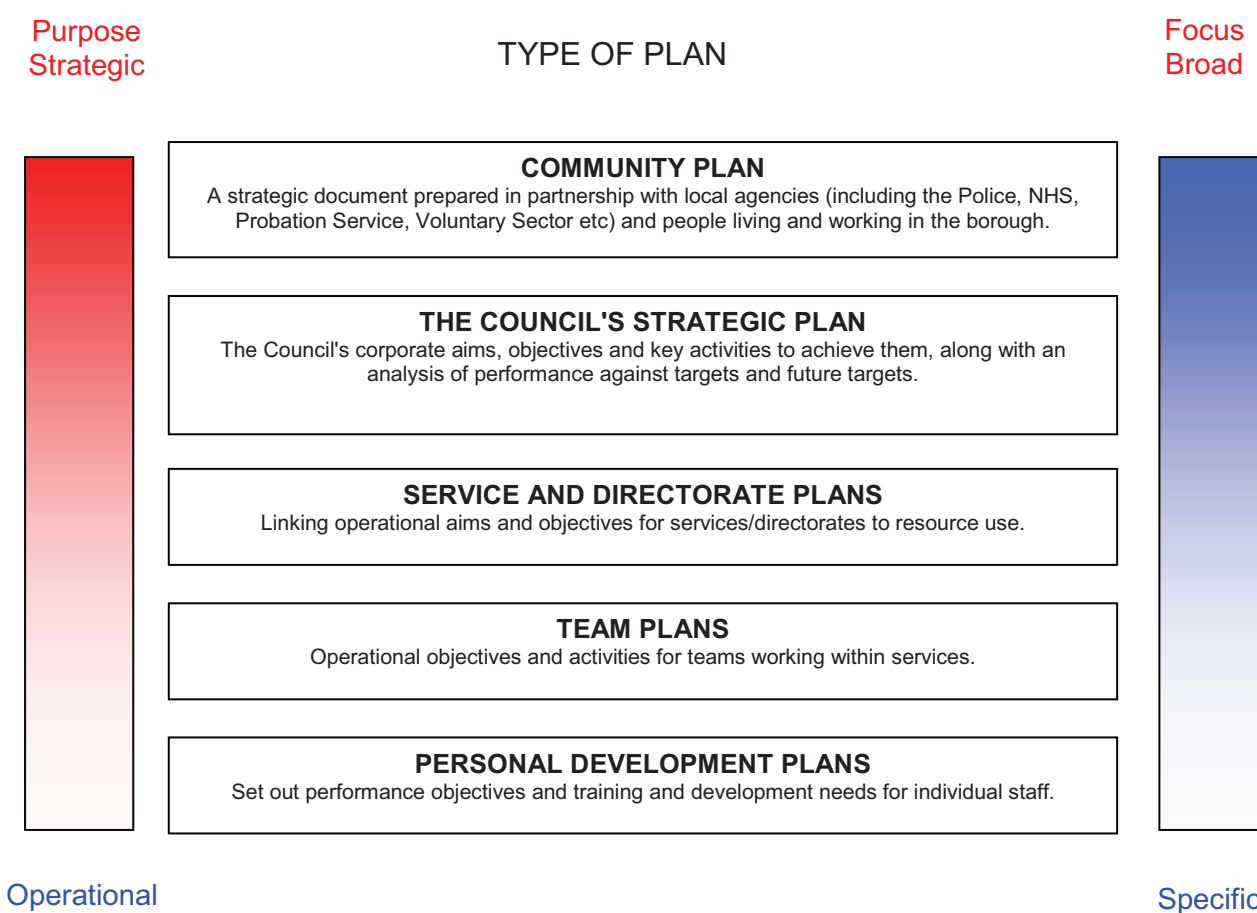 Purpose
Strategic
TYPE OF PLAN
Focus
Broad
COMMUNITY PLAN
A strategic document prepared in partnership with local agencies (including the Police, NHS,
Probation Service, Voluntary Sector etc) and people living and working in the borough.
THE COUNCIL'S STRATEGIC PLAN
The Council's corporate aims, objectives and key activities to achieve them, along with an
analysis of performance against targets and future targets.
SERVICE AND DIRECTORATE PLANS
Linking operational aims and objectives for services/directorates to resource use.
TEAM PLANS
Operational objectives and activities for teams working within services.
PERSONAL DEVELOPMENT PLANS
Set out performance objectives and training and development needs for individual staff.
Operational
Specific